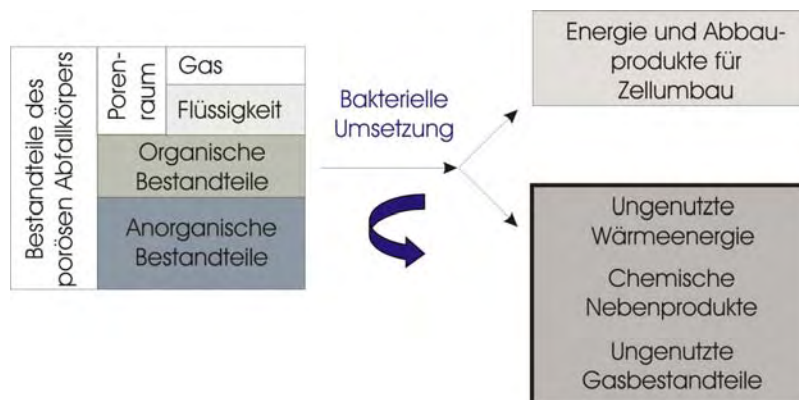 Bestandteile des
porösen Abfallkörpers
Poren-
raum
Gas
Flüssigkeit
Organische
Bestandteile
Anorganische
Bestandteile
Bakterielle
Umsetzung
Energie und Abbau-
produkte für
Zellumbau
Ungenutzte
Wärmeenergie
Chemische
Nebenprodukte
Ungenutzte
Gasbestandteile